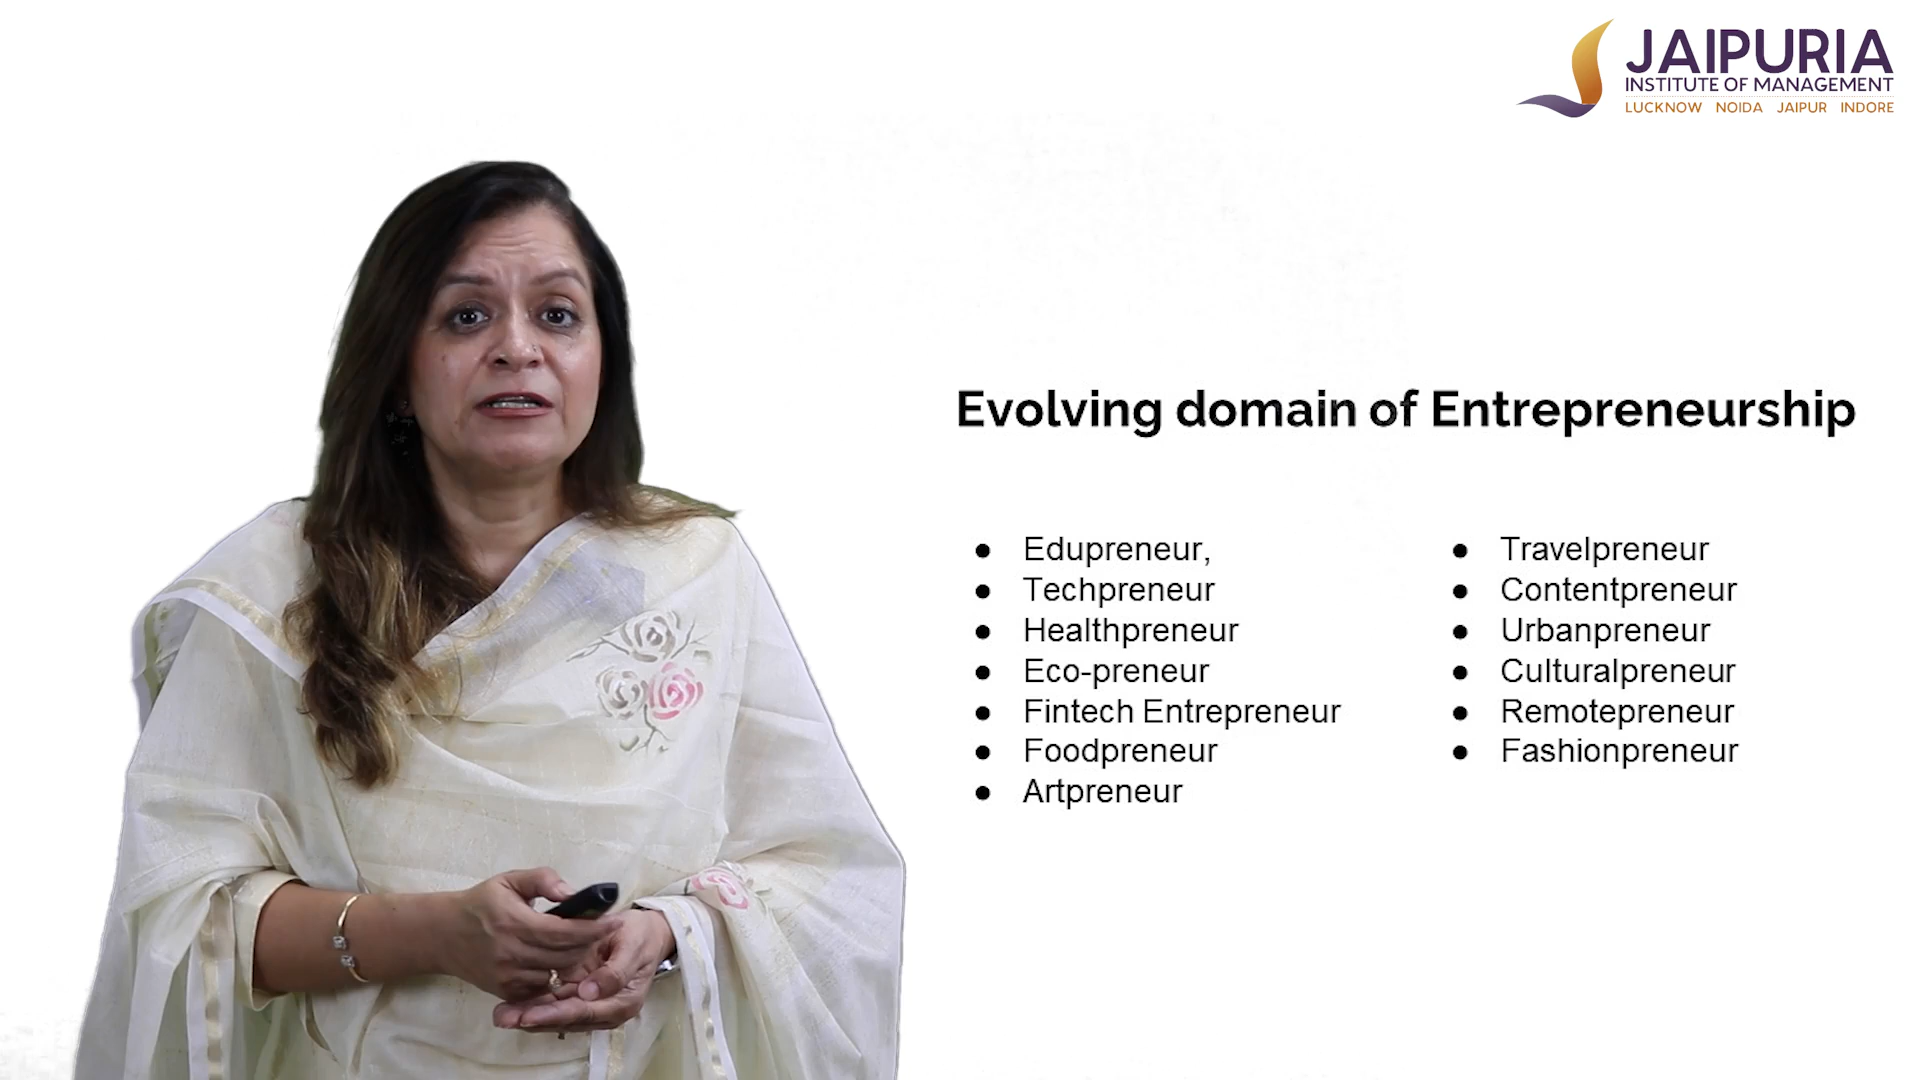 JAIPURIA
INSTITUTE OF MANAGEMENT
LUCKNOW NOIDA JAIPUR INDORE
Evolving domain of Entrepreneurship
● Edupreneur,
● Techpreneur
● Healthpreneur
● Eco-preneur
● Fintech Entrepreneur
● Foodpreneur
● Artpreneur
● Travelpreneur
● Contentpreneur
● Urbanpreneur
● Culturalpreneur
● Remotepreneur
● Fashionpreneur